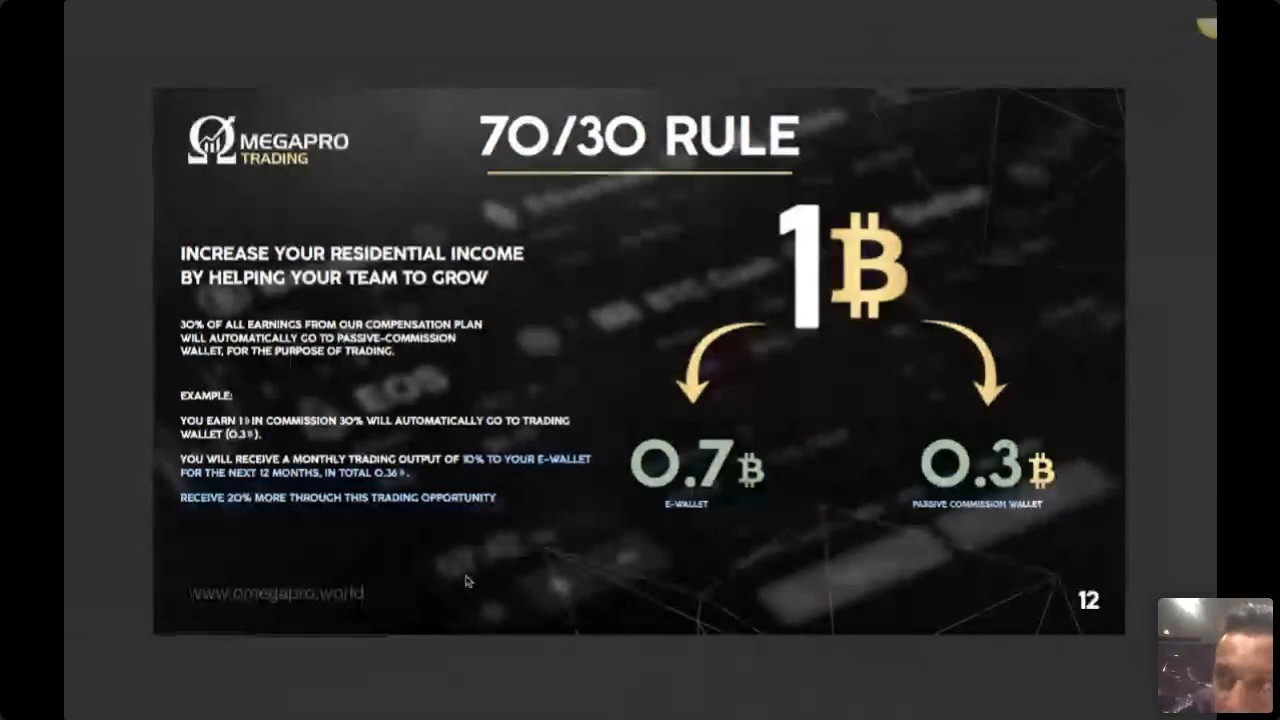 ΩMEGAPRO
TRADING
70/30 RULE
1₿
INCREASE YOUR RESIDENTIAL INCOME
BY HELPING YOUR TEAM TO GROW
30% OF ALL EARNINGS FROM OUR COMPENSATION PLAN
WILL AUTOMATICALLY GO TO PASSIVE-COMMISSION
WALLET, FOR THE PURPOSE OF TRADING.
EXAMPLE:
YOU EARN 1₿ IN COMMISSION 30% WILL AUTOMATICALLY GO TO TRADING
WALLET (0.3₿).
YOU WILL RECEIVE A MONTHLY TRADING OUTPUT OF 10% TO YOUR E-WALLET
FOR THE NEXT 12 MONTHS, IN TOTAL 0.36₿.
RECEIVE 20% MORE THROUGH THIS TRADING OPPORTUNITY
0.7₿
E-WALLET
0.3₿
PASSIVE COMMISSION WALLET
EOS
www.omegapro.world
12